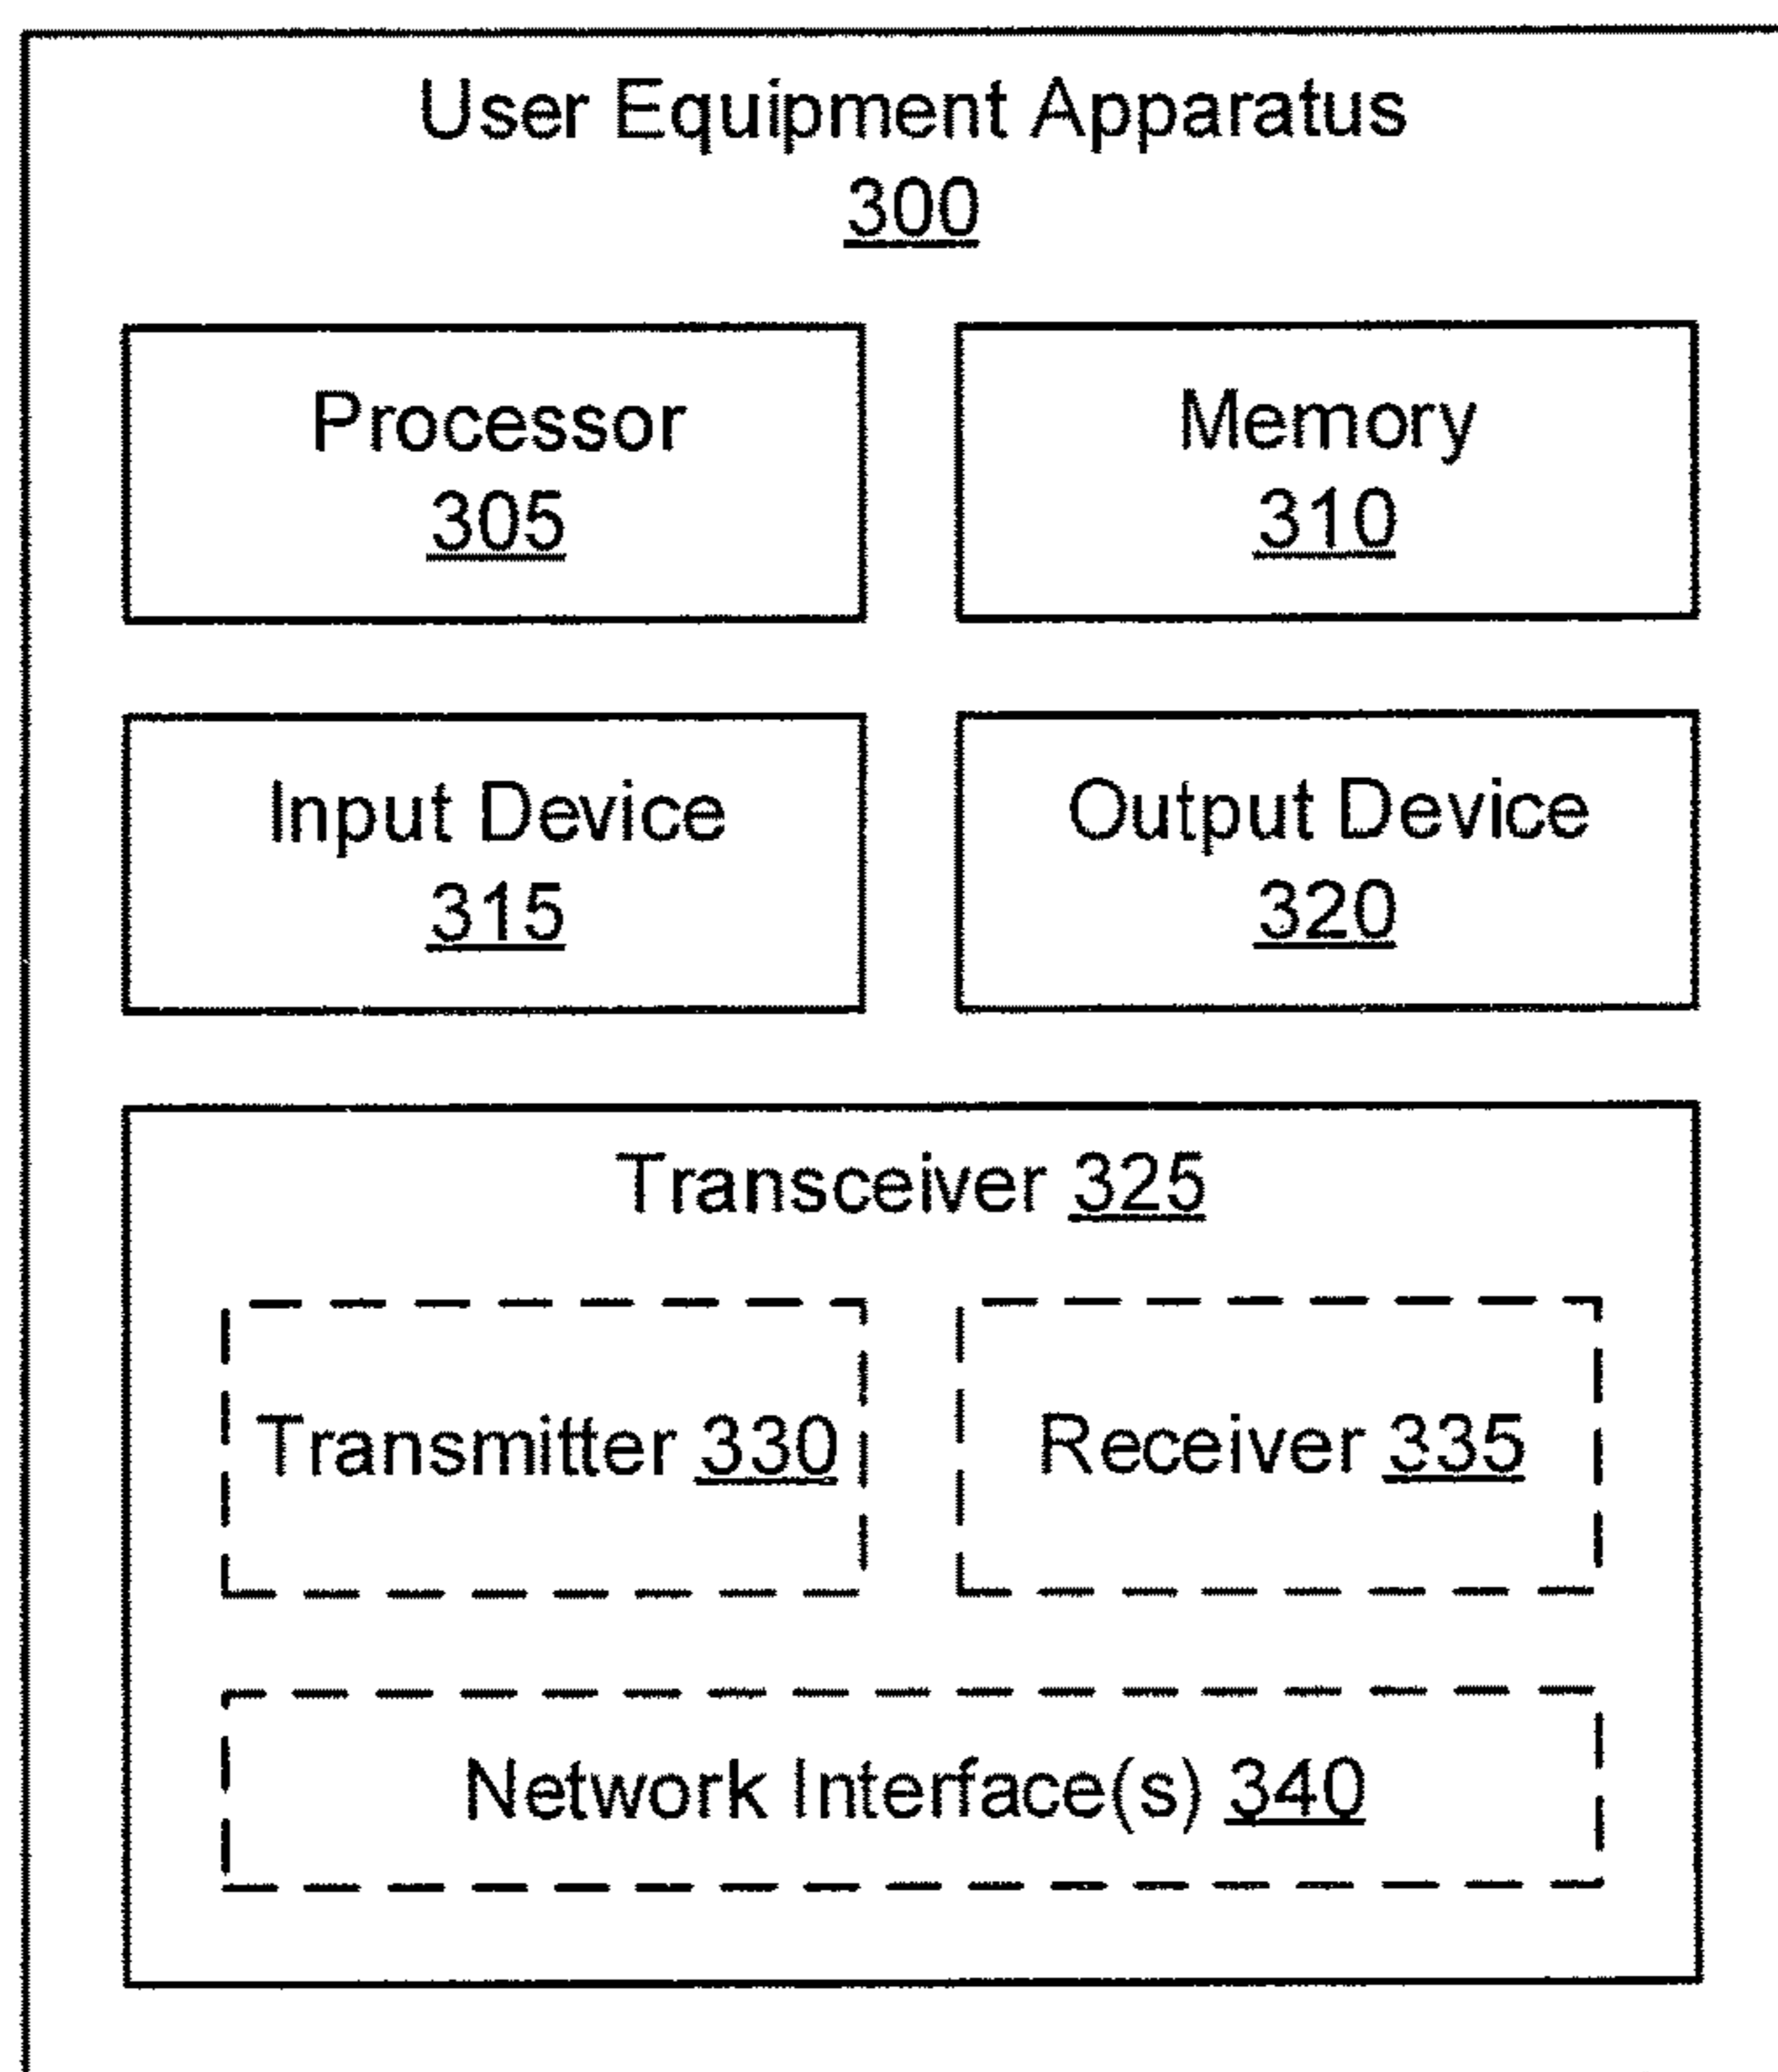 User Equipment Apparatus
300
Processor
305
Memory
310
Input Device
315
Output Device
320
Transceiver 325
Transmitter 330
Receiver 335
Network Interface(s) 340